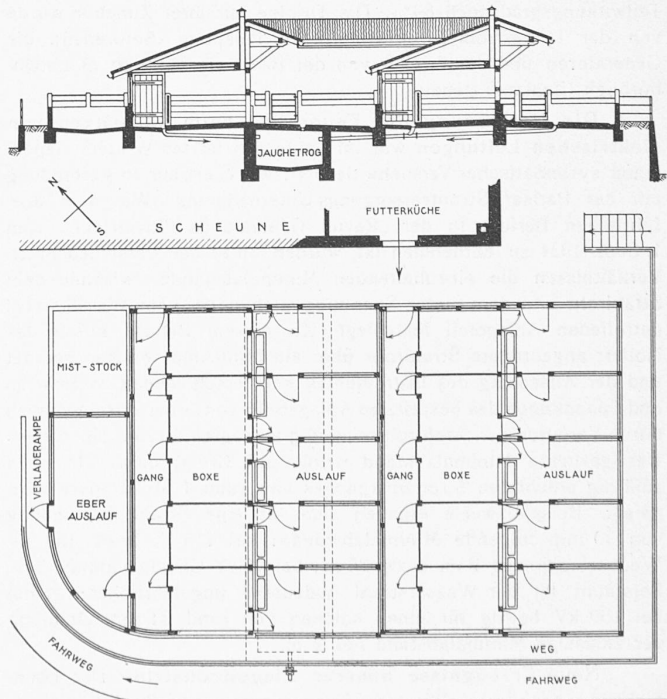 JAUCHETROG
N
S
SCHEUNE
FUTTERKÜCHE
MIST-STOCK
VERLADERAMPE
EBER
AUSLAUF
GANG
BOXE
AUSLAUF
GANG
BOXE
AUSLAUF
WEG
FAHRWEG
FAHRWEG